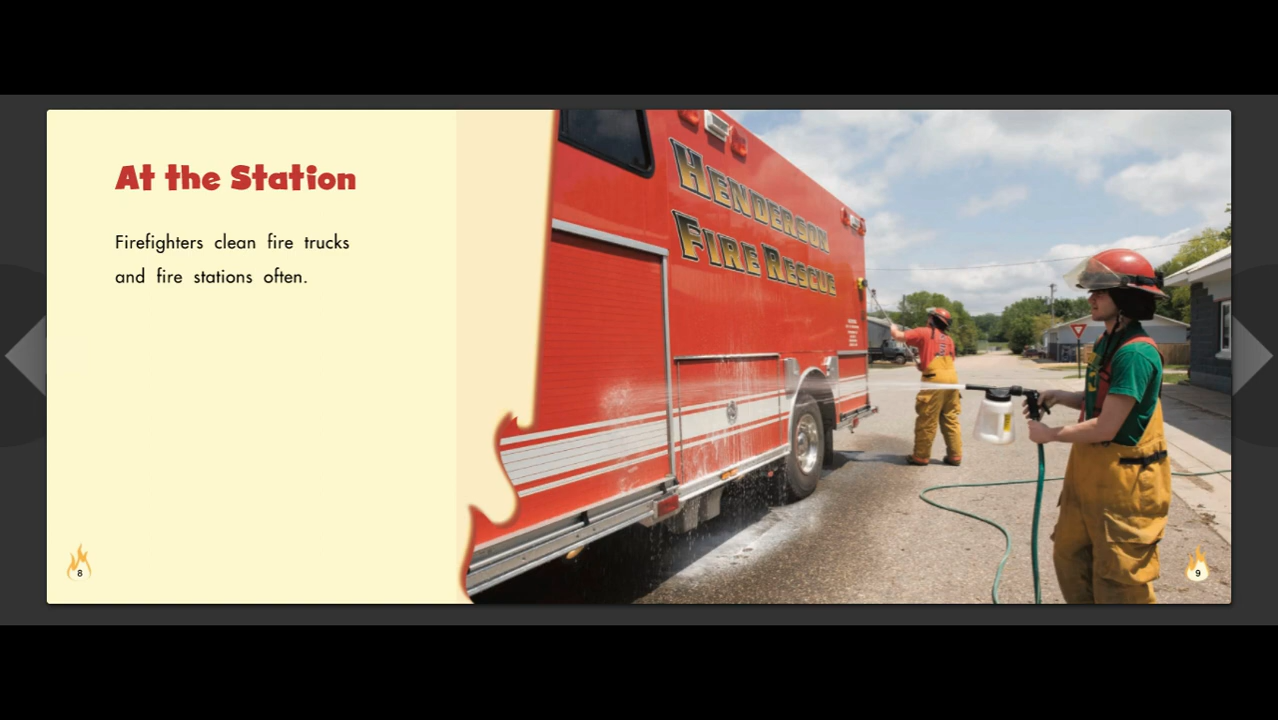 At the Station
Firefighters clean fire trucks
and fire stations often.
8
HENDERSON
FIRE RESCUE
9